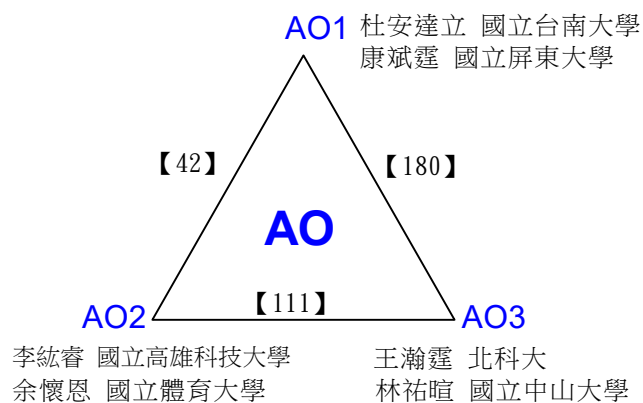 AO1 杜安達立 國立台南大學
康斌霆 國立屏東大學
【42】 【180】
AO
【111】
AO2 AO3
李紘睿 國立高雄科技大學 王瀚霆 北科大
余懷恩 國立體育大學 林祐暄 國立中山大學